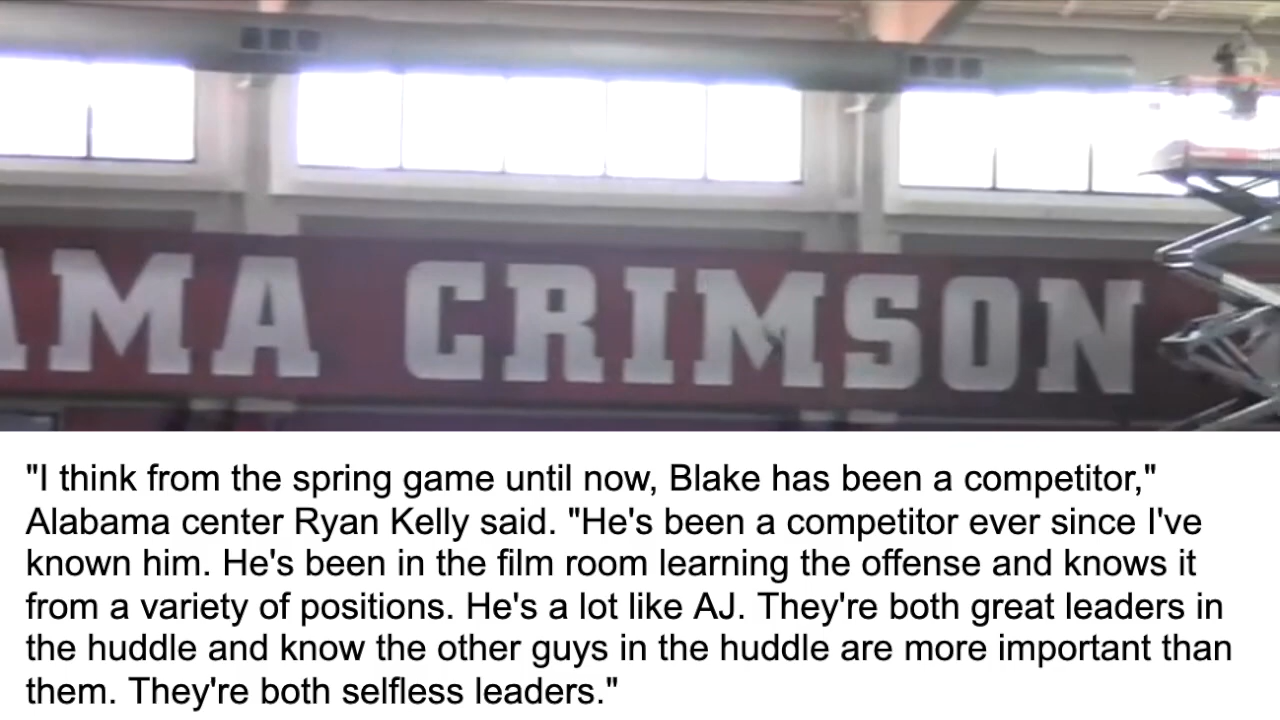 AMA CRIMSON
"I think from the spring game until now, Blake has been a competitor,"
Alabama center Ryan Kelly said. "He's been a competitor ever since I've
known him. He's been in the film room learning the offense and knows it
from a variety of positions. He's a lot like AJ. They're both great leaders in
the huddle and know the other guys in the huddle are more important than
them. They're both selfless leaders."